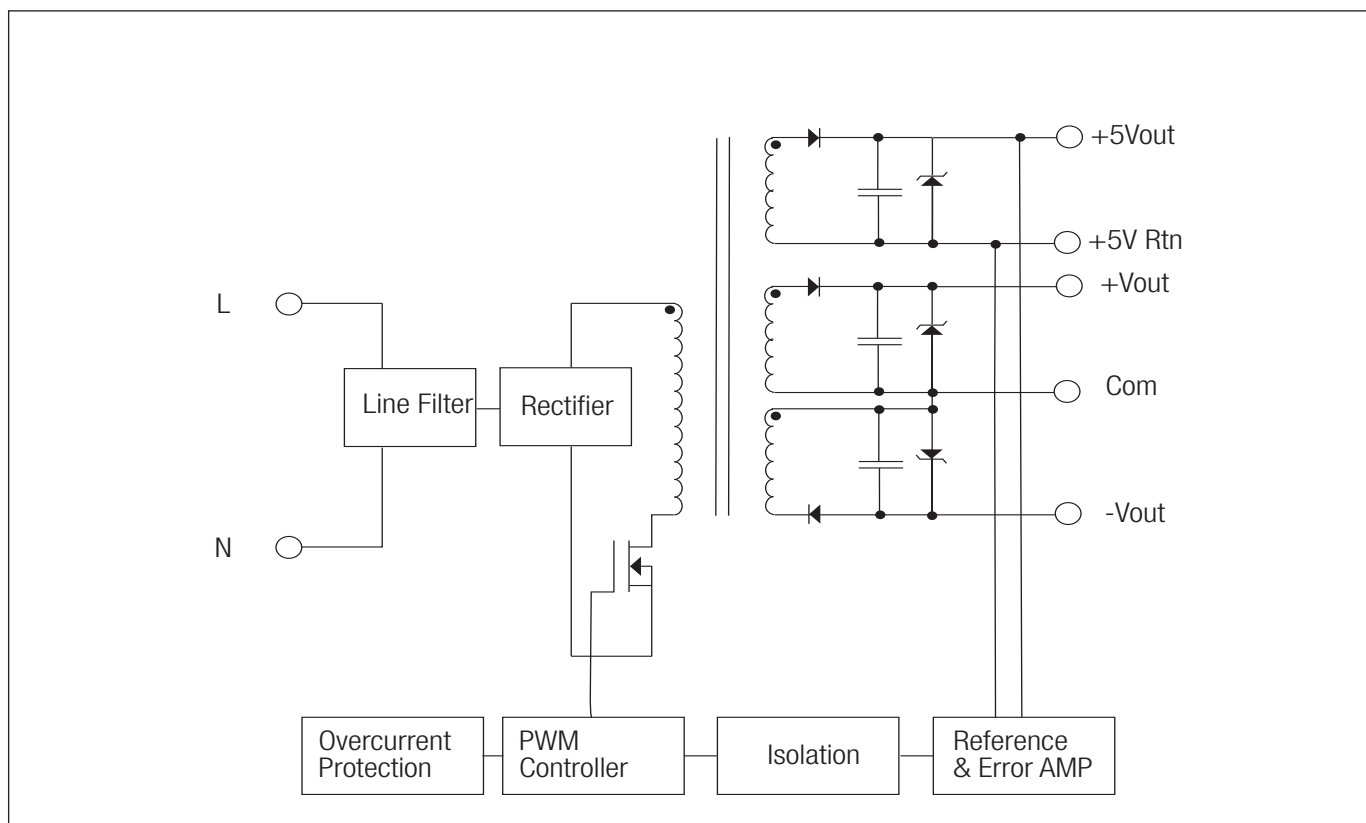 +5Vout
+5V Rtn
+Vout
L
Line Filter
Rectifier
Com
N
-Vout
Overcurrent
Protection
PWM
Controller
Isolation
Reference
& Error AMP